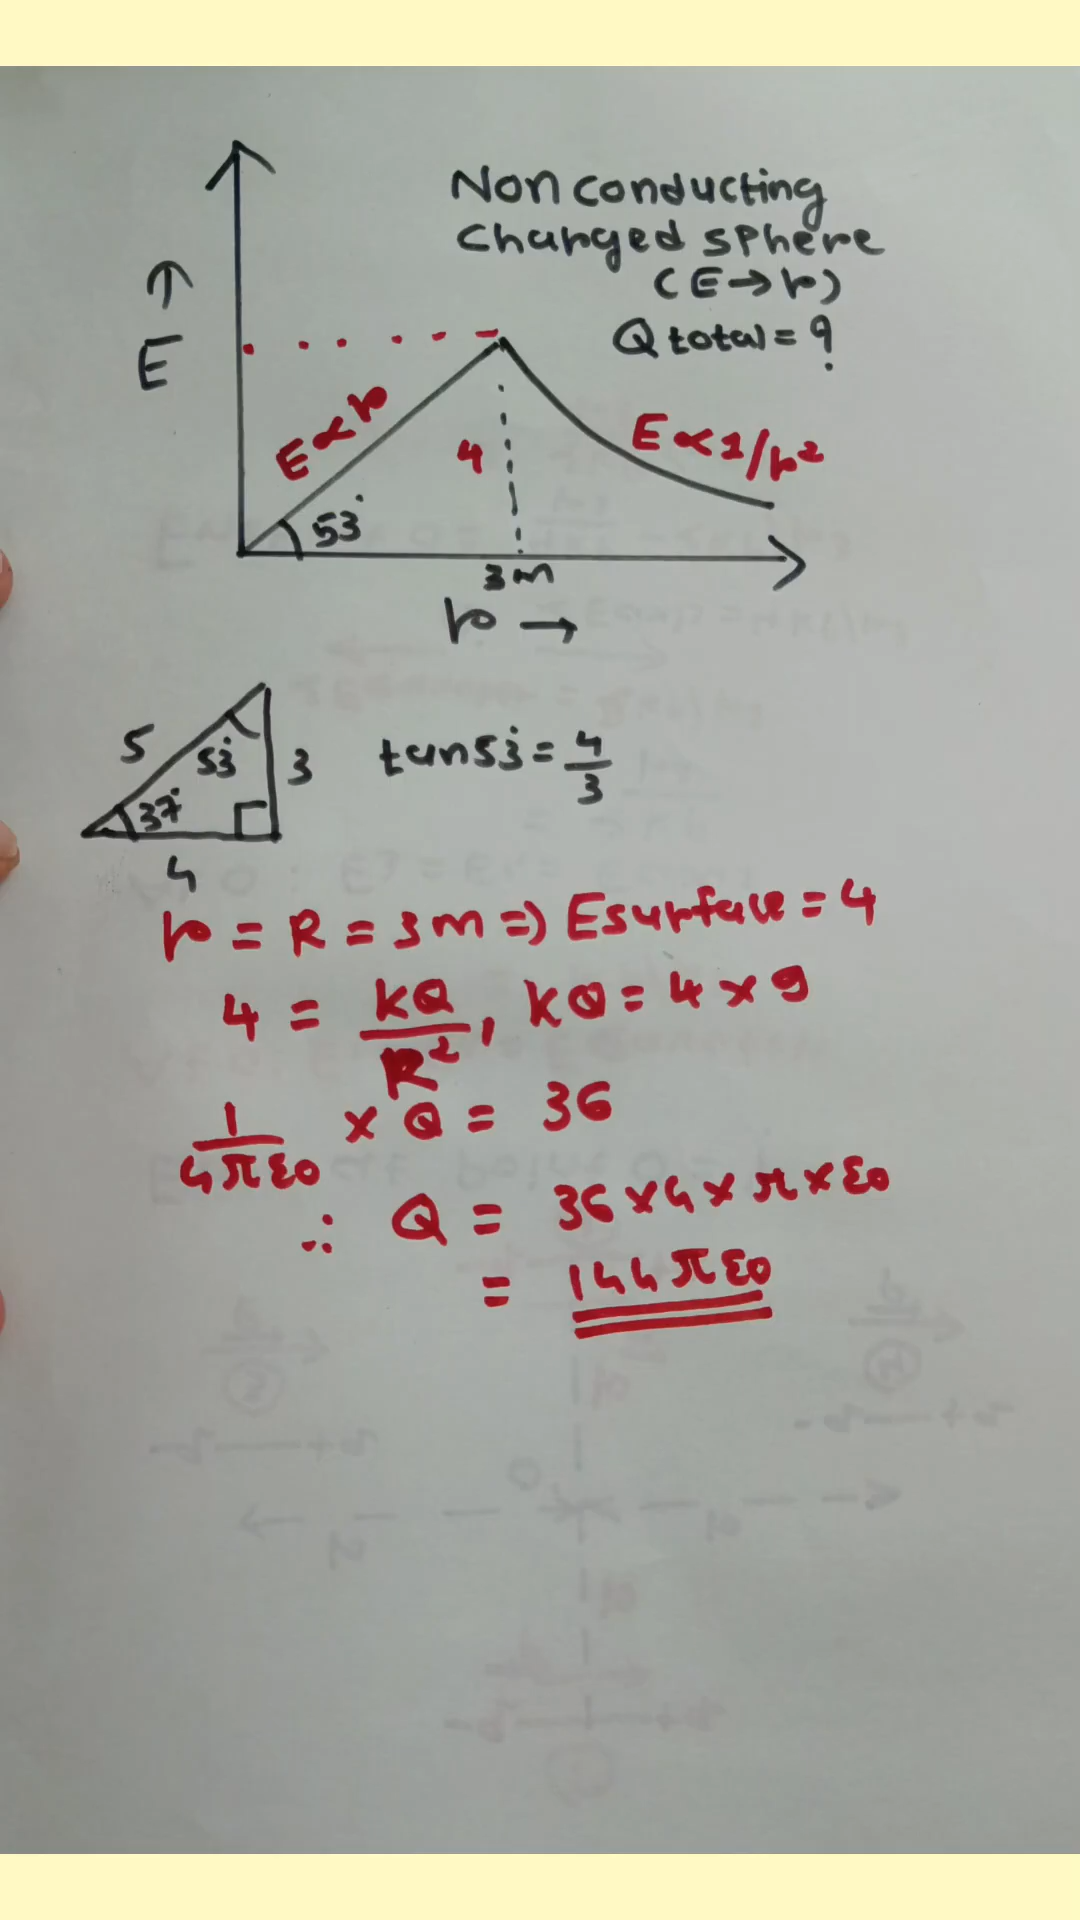 Non conducting
charged sphere
(E→r)
Q total = ?
↑
E
E∝r
4
E∝1/r²
53°
3m
r →
5
53°
3
37°
4
tan53° = 4/3
r = R = 3m => Esurface = 4
4 = KQ/R², KQ = 4 x 9
1/4πε0 x Q = 36
∴ Q = 36 x 4 x π x ε0
= 144πε0